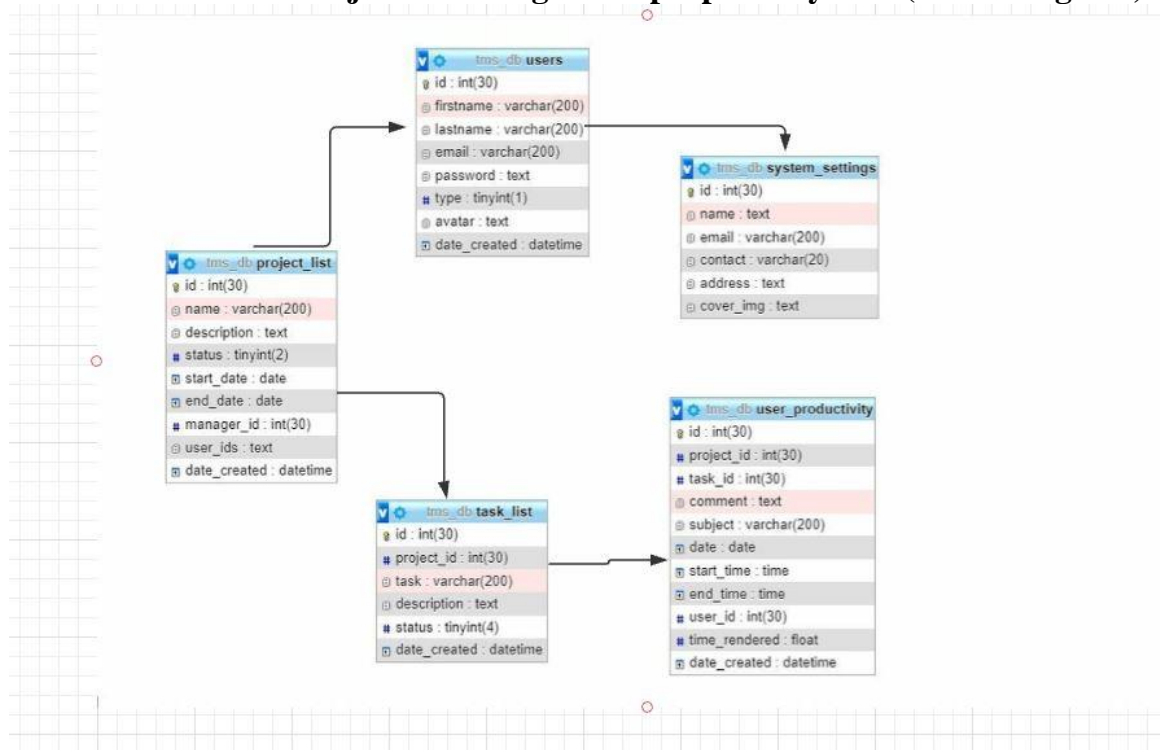 tms_db users
id : int(30)
firstname : varchar(200)
lastname : varchar(200)
email : varchar(200)
password : text
type : tinyint(1)
avatar : text
date_created : datetime
tms_db system_settings
id : int(30)
name : text
email : varchar(200)
contact : varchar(20)
address : text
cover_img : text
tms_db project_list
id : int(30)
name : varchar(200)
description : text
status : tinyint(2)
start_date : date
end_date : date
manager_id : int(30)
user_ids : text
date_created : datetime
tms_db user_productivity
id : int(30)
project_id : int(30)
task_id : int(30)
comment : text
subject : varchar(200)
date : date
start_time : time
end_time : time
user_id : int(30)
time_rendered : float
date_created : datetime
tms_db task_list
id : int(30)
project_id : int(30)
task : varchar(200)
description : text
status : tinyint(4)
date_created : datetime